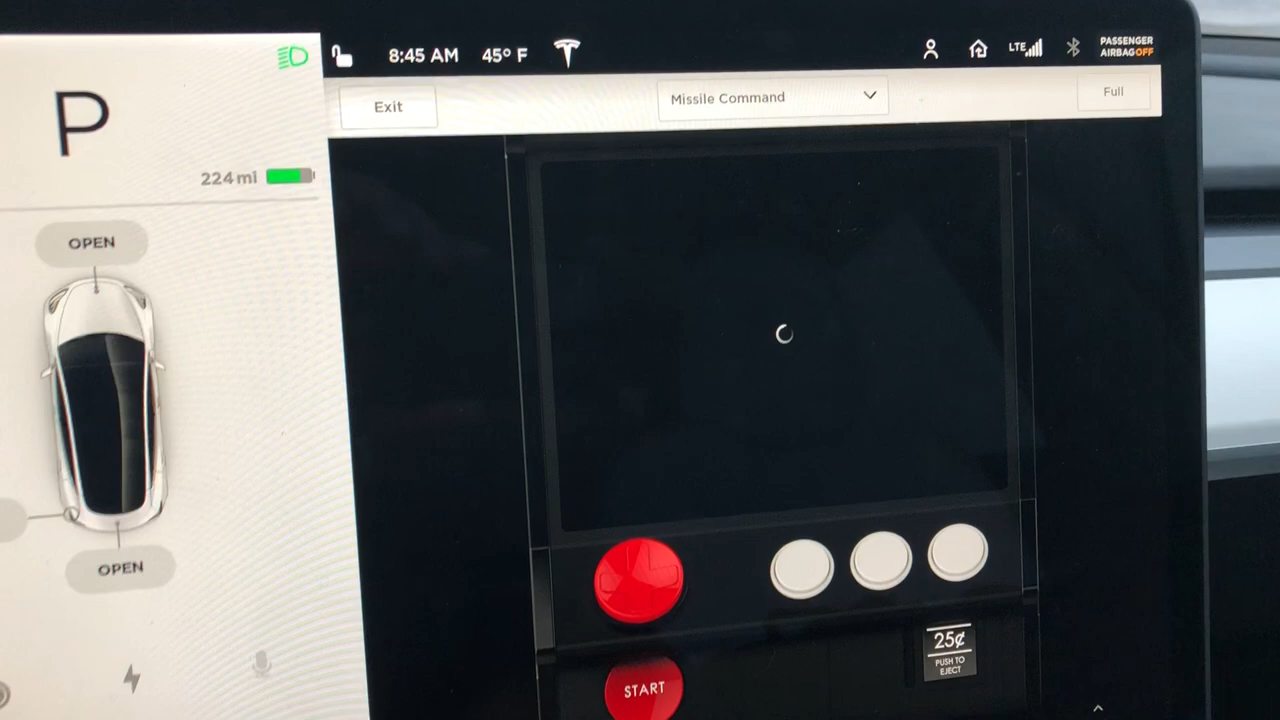 8:45 AM 45° F
LTE
PASSENGER
AIRBAG OFF
Exit
Missile Command
Full
P
224 mi
OPEN
OPEN
25¢
PUSH TO
EJECT
START